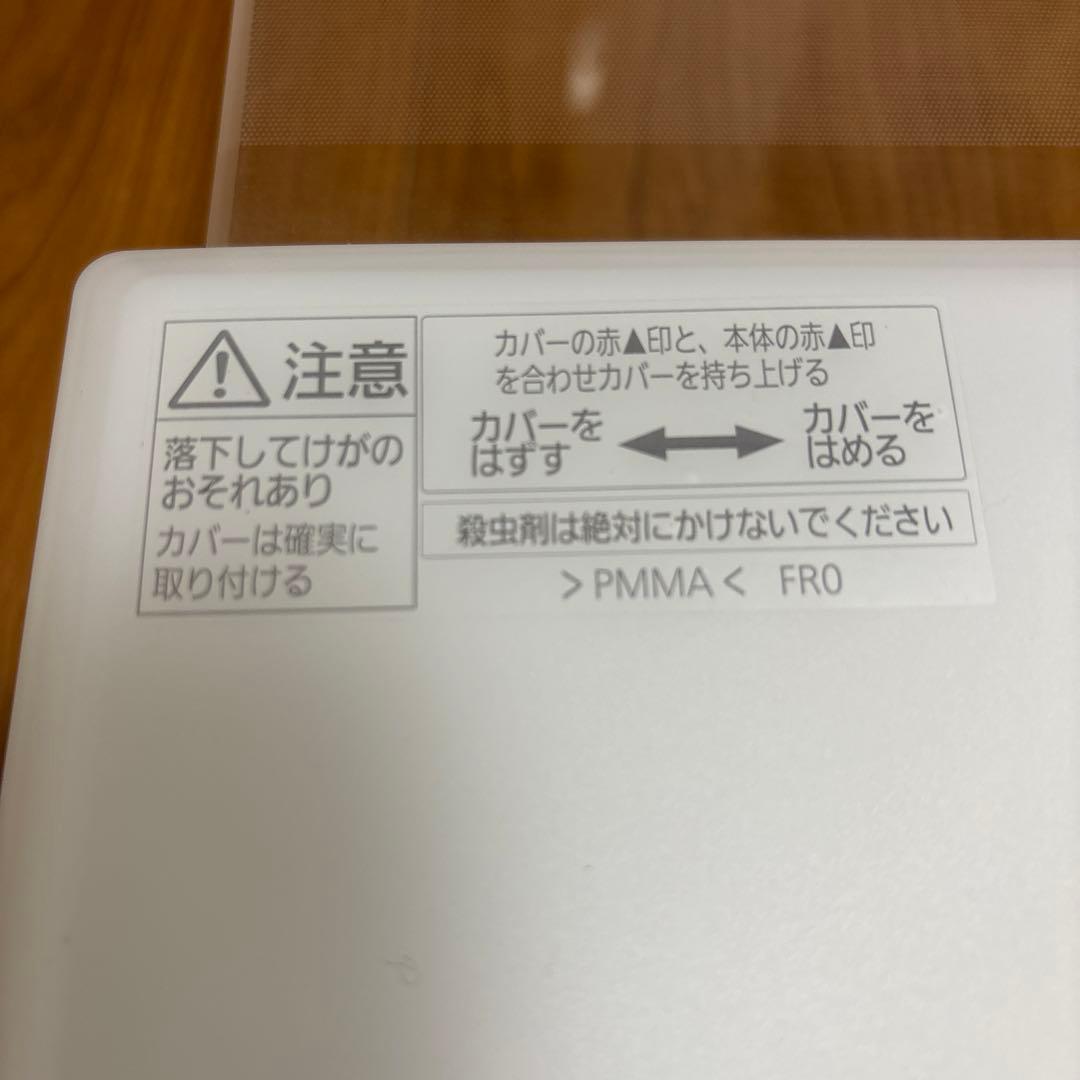 注意
落下してけがの
おそれあり
カバーは確実に
取り付ける
カバーの赤▲印と、本体の赤▲印
を合わせカバーを持ち上げる
カバーを
はずす
カバーを
はめる
殺虫剤は絶対にかけないでください
>PMMA< FR0